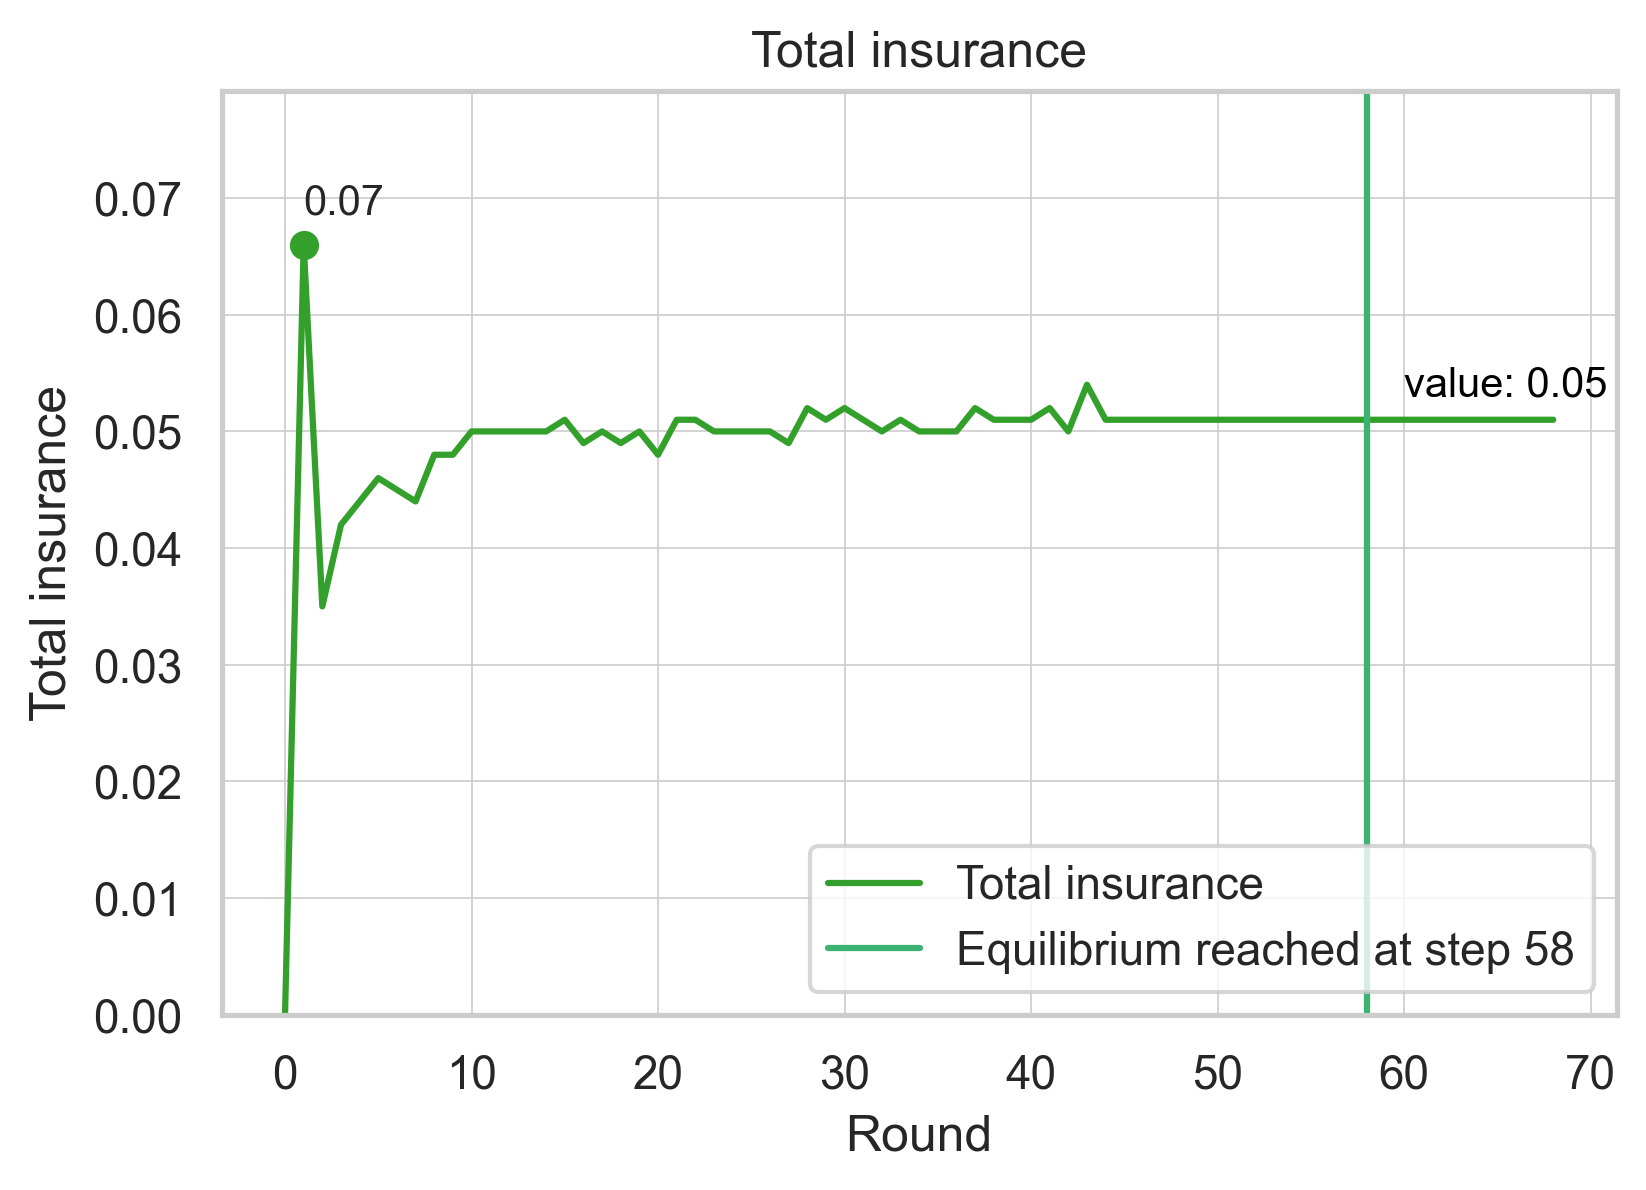 Total insurance
0.07
value: 0.05
Total insurance
0.07
0.06
0.05
0.04
0.03
0.02
0.01
0.00
Total insurance
Equilibrium reached at step 58
0 10 20 30 40 50 60 70
Round